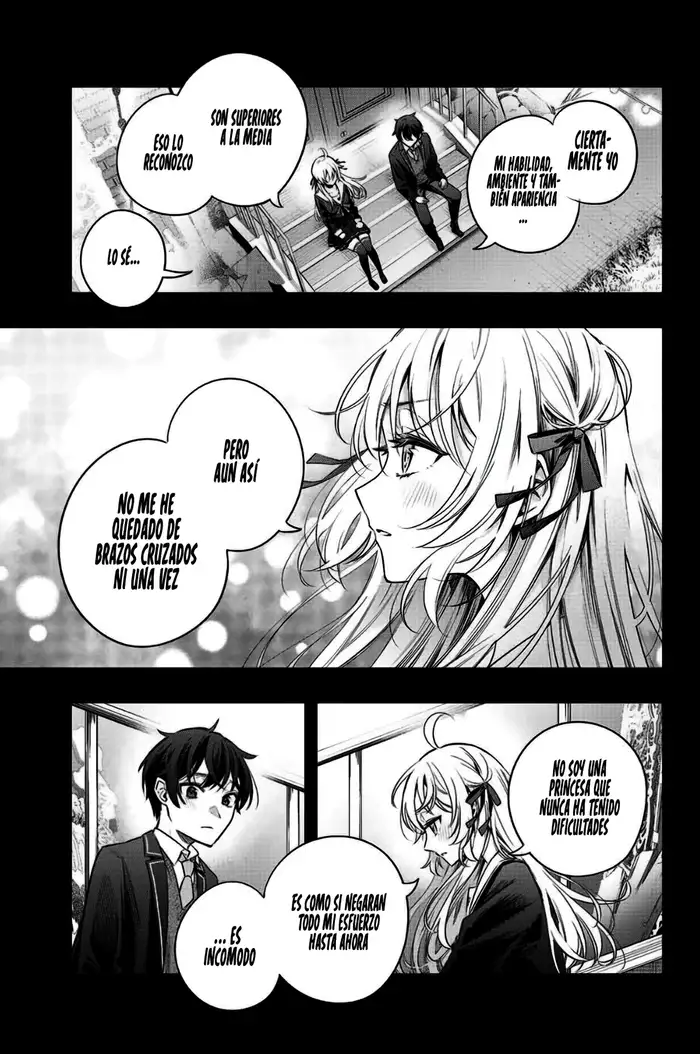 CIERTA-
MENTE YO
MI HABILIDAD,
AMBIENTE Y TAM-
BIÉN APARIENCIA
...
SON SUPERIORES
A LA MEDIA
ESO LO
RECONOZCO
LO SÉ...
PERO
AUN ASÍ
NO ME HE
QUEDADO DE
BRAZOS CRUZADOS
NI UNA VEZ
NO SOY UNA
PRINCESA QUE
NUNCA HA TENIDO
DIFICULTADES
ES COMO SI NEGARAN
TODO MI ESFUERZO
HASTA AHORA
... ES
INCOMODO